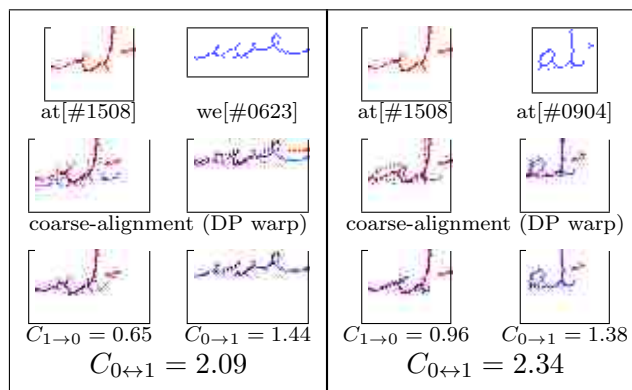 at[#1508] we[#0623]
coarse-alignment (DP warp)
C1→0 = 0.65 C0→1 = 1.44
C0↔1 = 2.09
at[#1508] at[#0904]
coarse-alignment (DP warp)
C1→0 = 0.96 C0→1 = 1.38
C0↔1 = 2.34